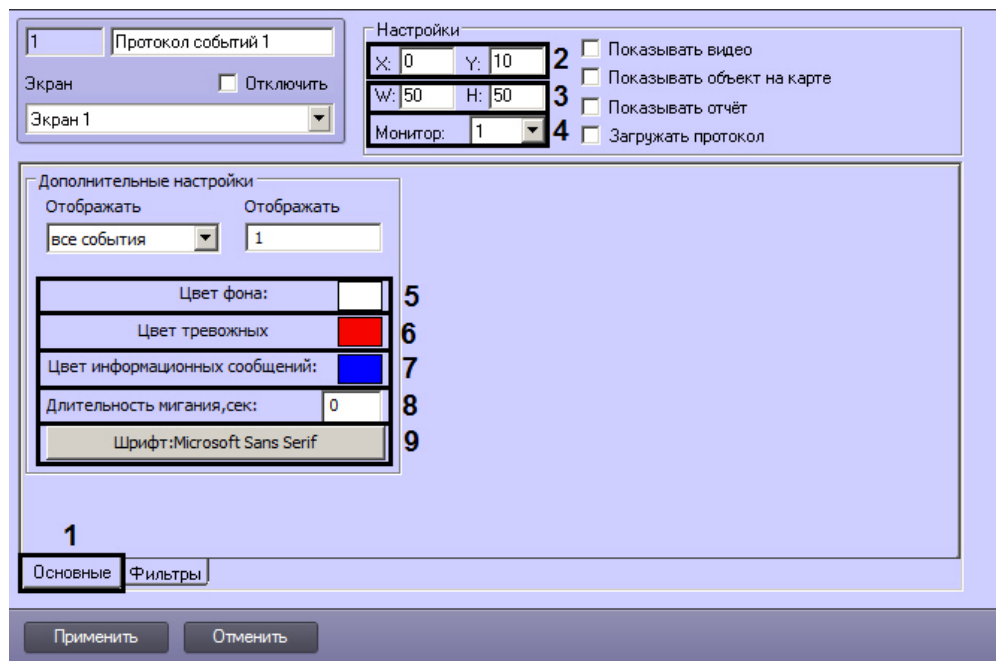 1 Протокол событий 1
Экран Отключить
Экран 1
Настройки
X: 0 Y: 10 2
W: 50 H: 50 3
Монитор: 1 4
Показывать видео
Показывать объект на карте
Показывать отчёт
Загружать протокол
Дополнительные настройки
Отображать Отображать
все события 1
Цвет фона: 5
Цвет тревожных 6
Цвет информационных сообщений: 7
Длительность мигания,сек: 0 8
Шрифт:Microsoft Sans Serif 9
1
Основные Фильтры
Применить Отменить